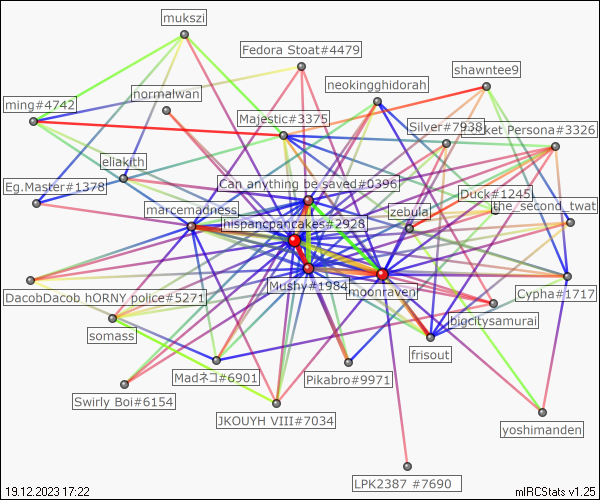 mukszi
Fedora Stoat#4479
shawntee9
neokingghidorah
normalwan
ming#4742
Majestic#3375
Silver#7938
ket Persona#3326
eliakith
Eg.Master#1378
Can anything be saved#0396
Duck#1245
the_second_twat
marcemadness
zebula
hispancpancakes#2928
Mushy#1984
moonraven
Cypha#1717
DacobDacob hORNY police#5271
bigcitysamurai
somass
frisout
Madネコ#6901
Pikabro#9971
Swirly Boi#6154
JKOUYH VIII#7034
yoshimanden
LPK2387 #7690
19.12.2023 17:22
mIRCStats v1.25